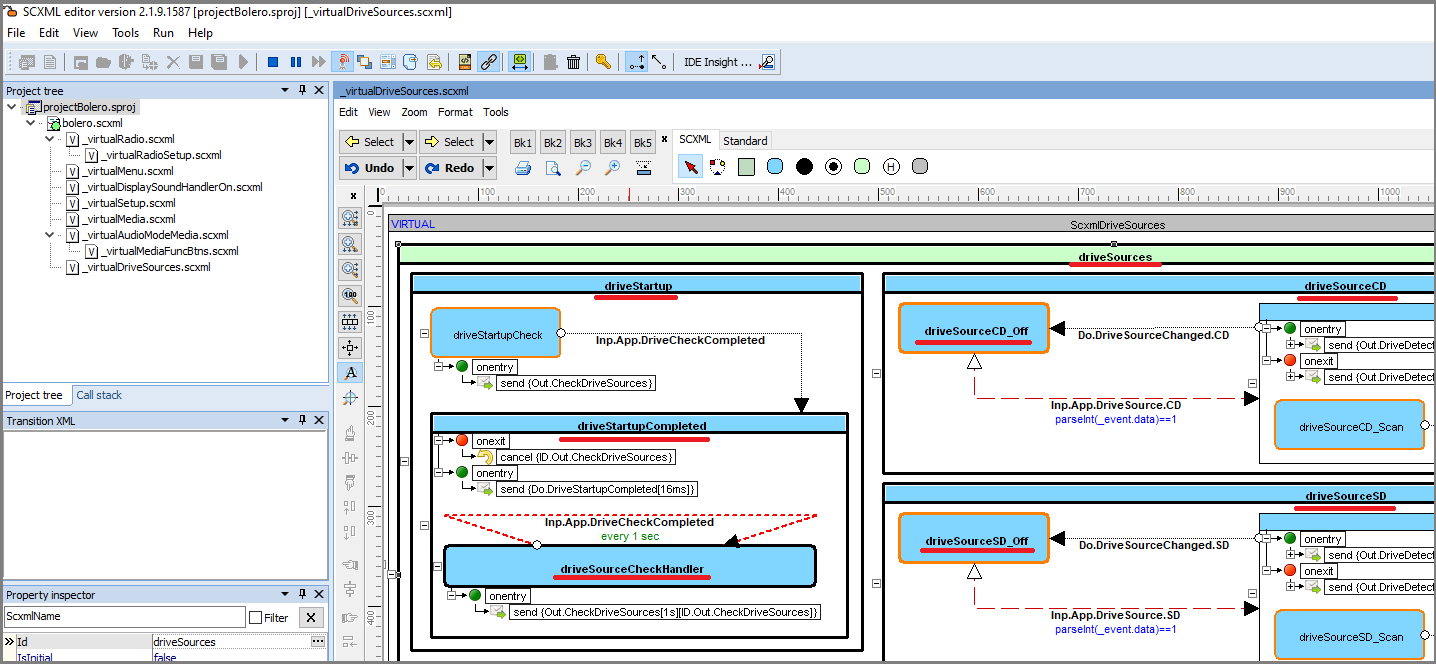 SCXML editor version 2.1.9.1587 [projectBolero.sproj] [_virtualDriveSources.scxml]
File Edit View Tools Run Help
IDE Insight ...
Project tree
projectBolero.sproj
bolero.scxml
_virtualRadio.scxml
_virtualRadioSetup.scxml
_virtualMenu.scxml
_virtualDisplaySoundHandlerOn.scxml
_virtualSetup.scxml
_virtualMedia.scxml
_virtualAudioModeMedia.scxml
_virtualMediaFuncBtns.scxml
_virtualDriveSources.scxml
Project tree Call stack
Transition XML
Property inspector
ScxmlName Filter X
Id driveSources
IsInitial false
_virtualDriveSources.scxml
Edit View Zoom Format Tools
Select Select Bk1 Bk2 Bk3 Bk4 Bk5 x SCXML Standard
Undo Redo H
0 100 200 300 400 500 600 700 800 900 1000
0
100
200
300
400
100
A
VIRTUAL ScxmlDriveSources
driveSources
driveStartup
driveStartupCheck
Inp.App.DriveCheckCompleted
onentry
send {Out.CheckDriveSources}
driveStartupCompleted
onexit
cancel {ID.Out.CheckDriveSources}
onentry
send {Do.DriveStartupCompleted[16ms]}
Inp.App.DriveCheckCompleted
every 1 sec
driveSourceCheckHandler
onentry
send {Out.CheckDriveSources[1s][ID.Out.CheckDriveSources}
driveSourceCD
driveSourceCD_Off
Do.DriveSourceChanged.CD
onentry
send {Out.DriveDetect
onexit
send {Out.DriveDetect
Inp.App.DriveSource.CD
parseInt(_event.data)==1
driveSourceCD_Scan
driveSourceSD
driveSourceSD_Off
Do.DriveSourceChanged.SD
onentry
send {Out.DriveDetect
onexit
send {Out.DriveDetect
Inp.App.DriveSource.SD
parseInt(_event.data)==1
driveSourceSD_Scan